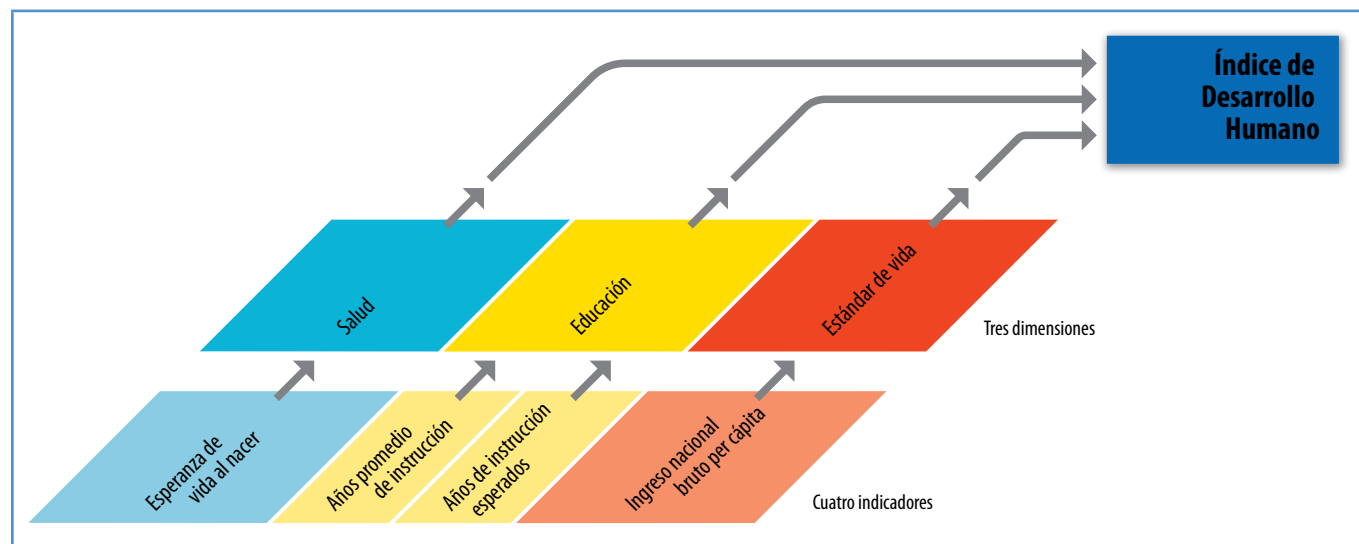 Índice de
Desarrollo
Humano
Salud
Educación
Estándar de vida
Tres dimensiones
Esperanza de
vida al nacer
Años promedio
de instrucción
Años de instrucción
esperados
Ingreso nacional
bruto per cápita
Cuatro indicadores